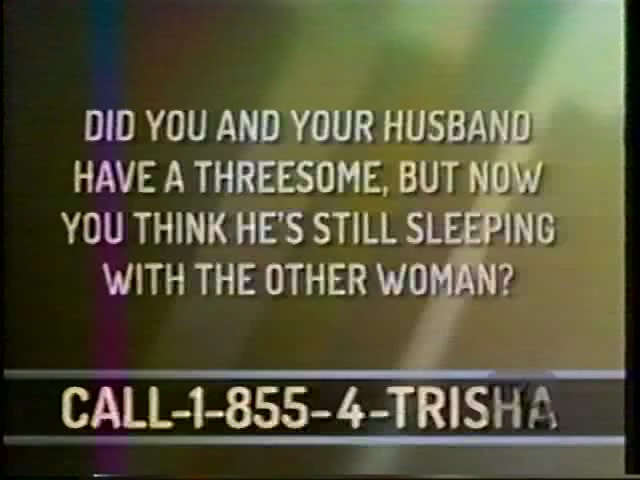 DID YOU AND YOUR HUSBAND
HAVE A THREESOME, BUT NOW
YOU THINK HE'S STILL SLEEPING
WITH THE OTHER WOMAN?
CALL-1-855-4-TRISHA